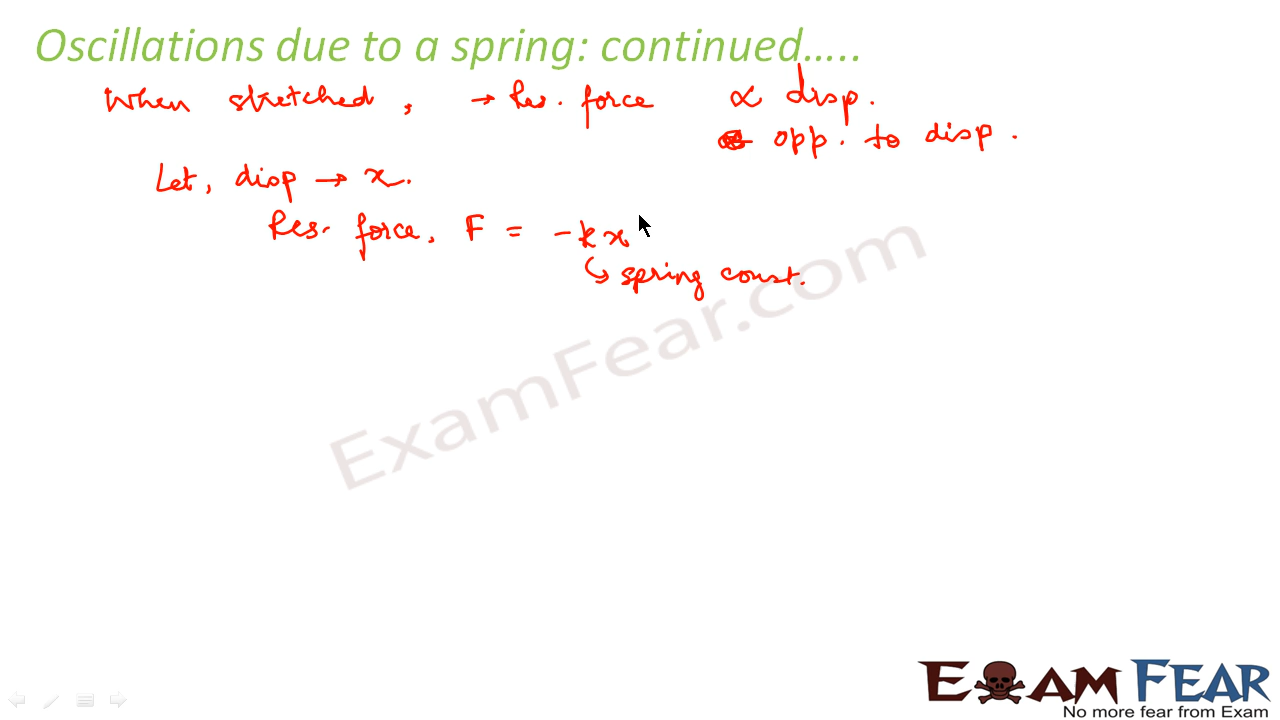 Oscillations due to a spring: continued…..
When stretched, → Res. force ∝ disp.
opp. to disp.
Let, disp → x.
Res. force, F = -kx
↳ spring const.
ExamFear.com
EXAM FEAR
No more fear from Exam